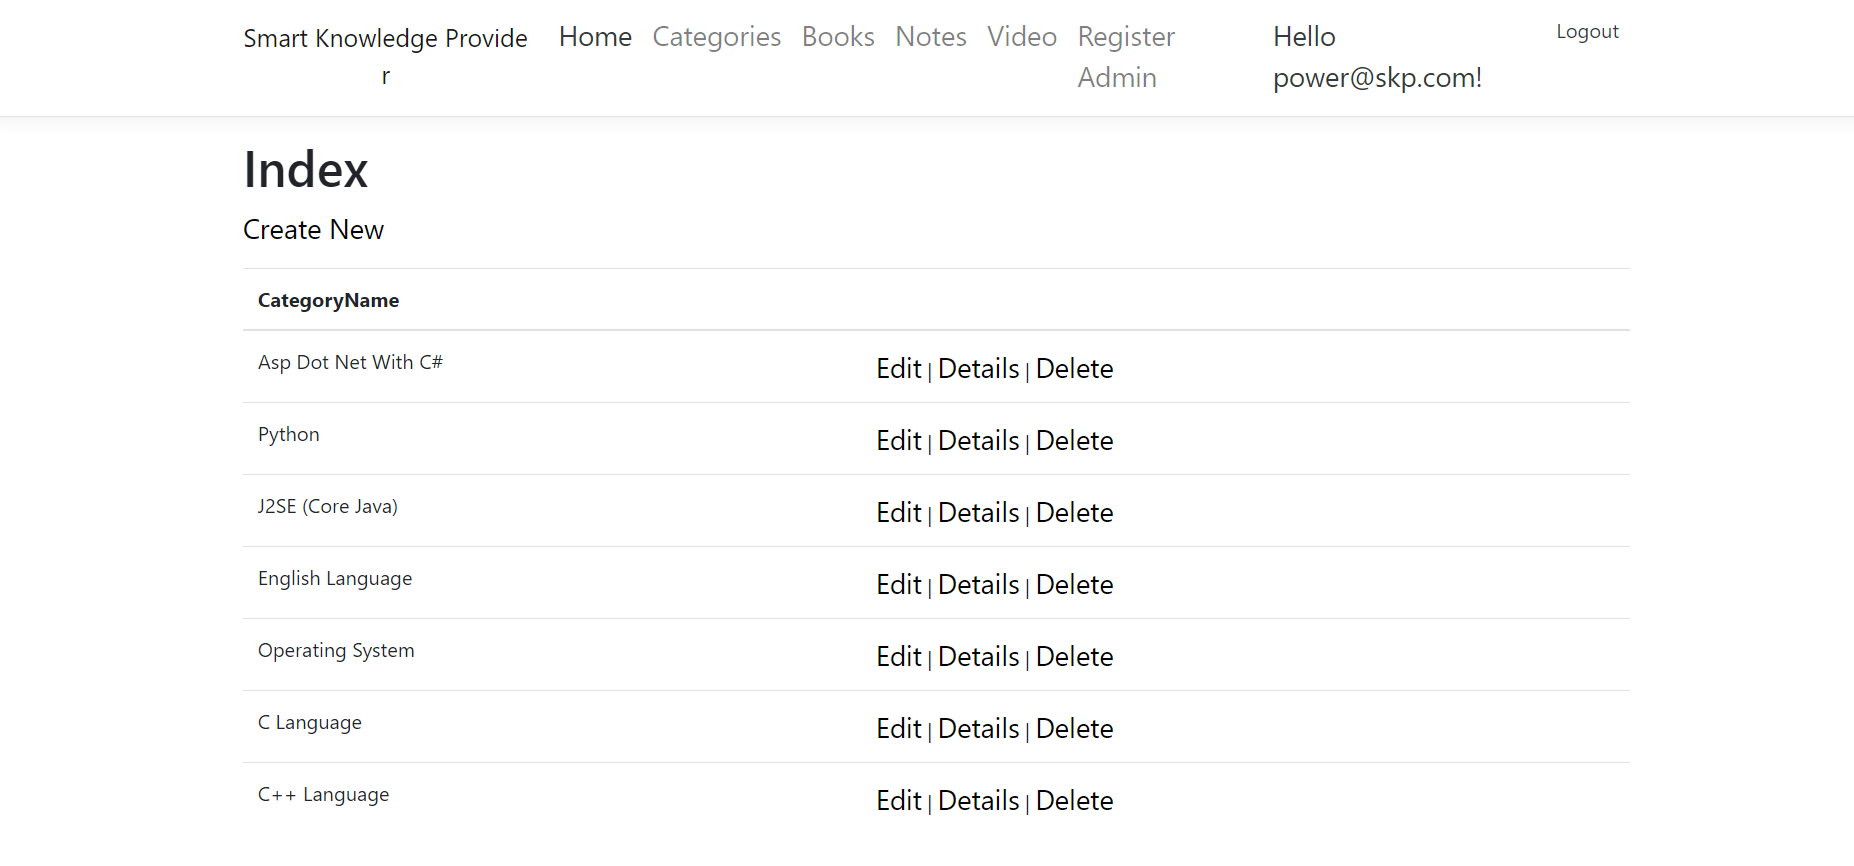 Smart Knowledge Provide
r
Home Categories Books Notes Video Register
Admin
Hello
power@skp.com!
Logout
Index
Create New
CategoryName
Asp Dot Net With C# Edit | Details | Delete
Python Edit | Details | Delete
J2SE (Core Java) Edit | Details | Delete
English Language Edit | Details | Delete
Operating System Edit | Details | Delete
C Language Edit | Details | Delete
C++ Language Edit | Details | Delete